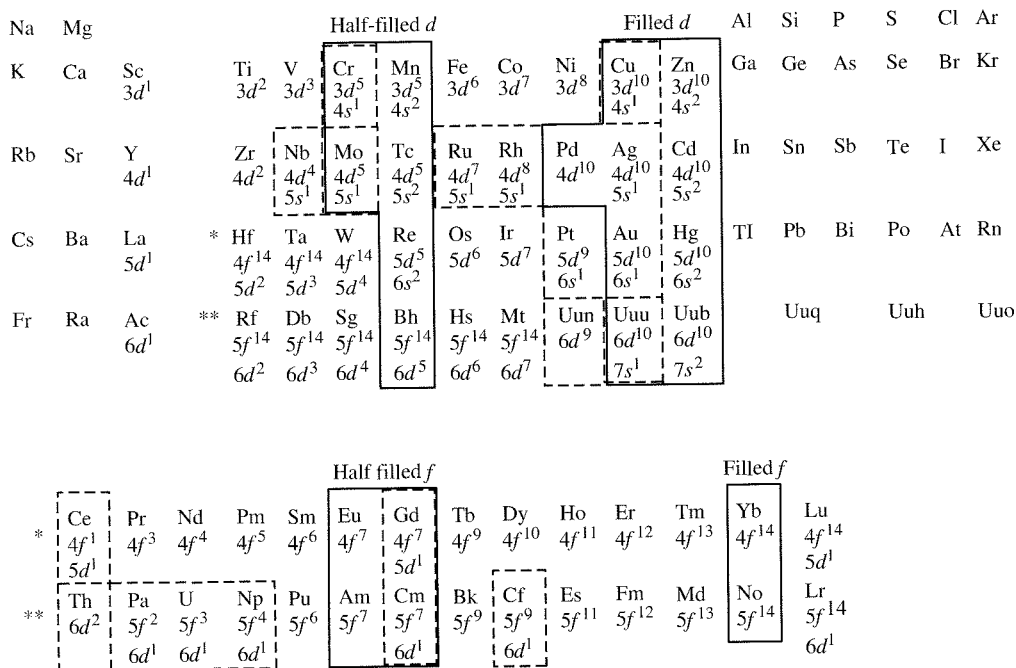 Half-filled d Filled d
Na Mg Al Si P S Cl Ar
K Ca Sc Ti V Cr Mn Fe Co Ni Cu Zn Ga Ge As Se Br Kr
3d¹ 3d² 3d³ 3d⁵ 3d⁵ 3d⁶ 3d⁷ 3d⁸ 3d¹⁰ 3d¹⁰
4s¹ 4s² 4s¹ 4s²
Rb Sr Y Zr Nb Mo Tc Ru Rh Pd Ag Cd In Sn Sb Te I Xe
4d¹ 4d² 4d⁴ 4d⁵ 4d⁵ 4d⁷ 4d⁸ 4d¹⁰ 4d¹⁰ 4d¹⁰
5s¹ 5s¹ 5s² 5s¹ 5s¹ 5s¹ 5s²
Cs Ba La * Hf Ta W Re Os Ir Pt Au Hg TI Pb Bi Po At Rn
5d¹ 4f¹⁴ 4f¹⁴ 4f¹⁴ 5d⁵ 5d⁶ 5d⁷ 5d⁹ 5d¹⁰ 5d¹⁰
5d² 5d³ 5d⁴ 6s² 6s¹ 6s¹ 6s²
Fr Ra Ac ** Rf Db Sg Bh Hs Mt Uun Uuu Uub Uuq Uuh Uuo
6d¹ 5f¹⁴ 5f¹⁴ 5f¹⁴ 5f¹⁴ 5f¹⁴ 5f¹⁴ 6d⁹ 6d¹⁰ 6d¹⁰
6d² 6d³ 6d⁴ 6d⁵ 6d⁶ 6d⁷ 7s¹ 7s²
Half filled f Filled f
* Ce Pr Nd Pm Sm Eu Gd Tb Dy Ho Er Tm Yb Lu
4f¹ 4f³ 4f⁴ 4f⁵ 4f⁶ 4f⁷ 4f⁷ 4f⁹ 4f¹⁰ 4f¹¹ 4f¹² 4f¹³ 4f¹⁴ 4f¹⁴
5d¹ 5d¹ 5d¹
** Th Pa U Np Pu Am Cm Bk Cf Es Fm Md No Lr
6d² 5f² 5f³ 5f⁴ 5f⁶ 5f⁷ 5f⁷ 5f⁹ 5f⁹ 5f¹¹ 5f¹² 5f¹³ 5f¹⁴ 5f¹⁴
6d¹ 6d¹ 6d¹ 6d¹ 6d¹ 6d¹